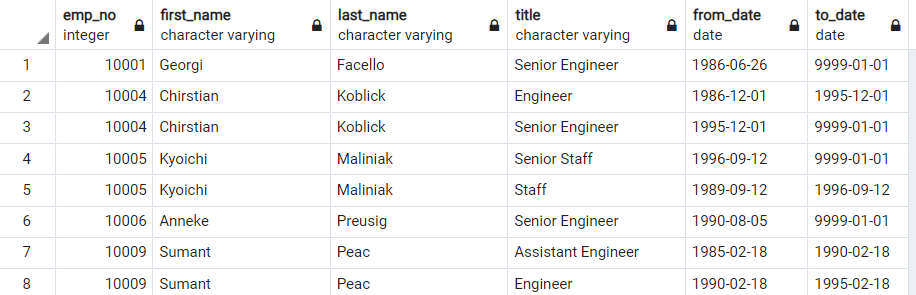 emp_no first_name last_name title from_date to_date
integer character varying character varying character varying date date
1 10001 Georgi Facello Senior Engineer 1986-06-26 9999-01-01
2 10004 Chirstian Koblick Engineer 1986-12-01 1995-12-01
3 10004 Chirstian Koblick Senior Engineer 1995-12-01 9999-01-01
4 10005 Kyoichi Maliniak Senior Staff 1996-09-12 9999-01-01
5 10005 Kyoichi Maliniak Staff 1989-09-12 1996-09-12
6 10006 Anneke Preusig Senior Engineer 1990-08-05 9999-01-01
7 10009 Sumant Peac Assistant Engineer 1985-02-18 1990-02-18
8 10009 Sumant Peac Engineer 1990-02-18 1995-02-18